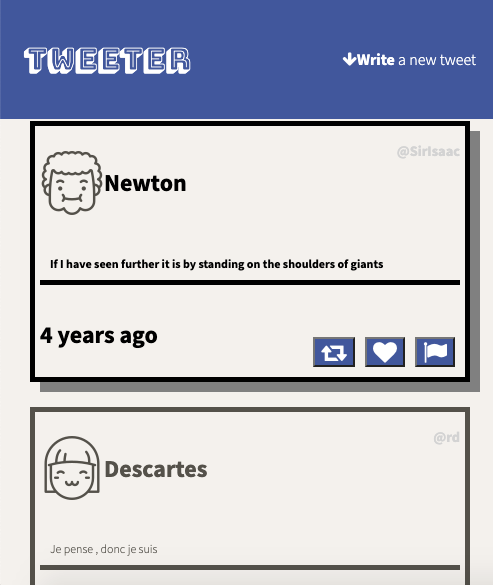 TWEETER
Write a new tweet
@SirIsaac
Newton
If I have seen further it is by standing on the shoulders of giants
4 years ago
@rd
Descartes
Je pense , donc je suis